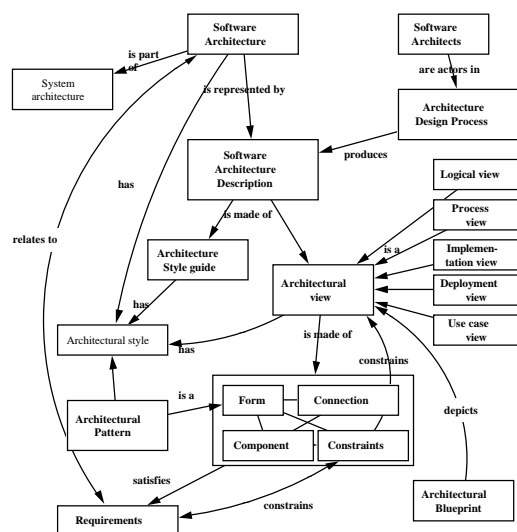 Software
Architecture
Software
Architects
is part
of
System
architecture
are actors in
is represented by
Architecture
Design Process
produces
Software
Architecture
Description
Logical view
has
Process
view
is made of
relates to
is a
Implemen-
tation view
Architecture
Style guide
Architectural
view
Deployment
view
has
Use case
view
is made of
Architectural style
has
constrains
is a
Form
Connection
depicts
Architectural
Pattern
Component
Constraints
satisfies
Architectural
Blueprint
constrains
Requirements